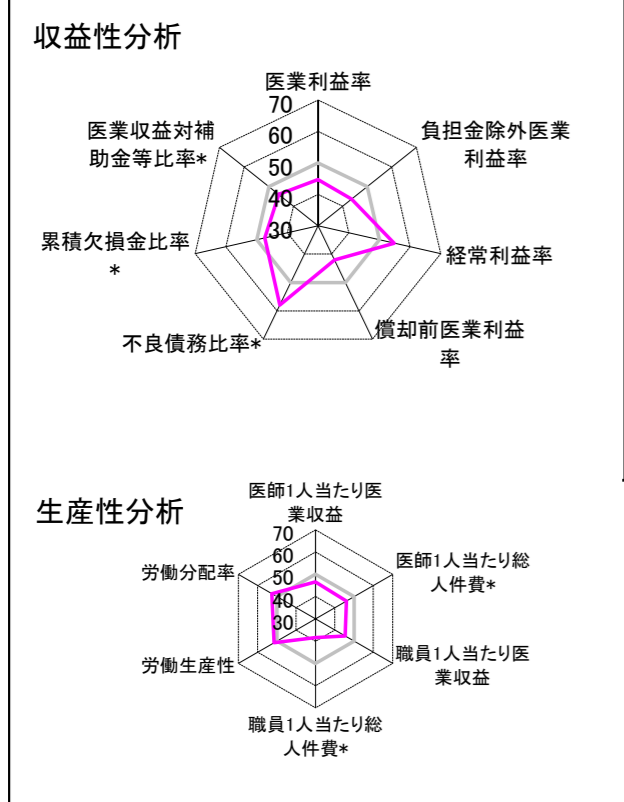 収益性分析
医業利益率
負担金除外医業
利益率
経常利益率
償却前医業利益
率
不良債務比率*
累積欠損金比率
*
医業収益対補
助金等比率*
70
60
50
40
30
生産性分析
医師1人当たり医
業収益
医師1人当たり総
人件費*
職員1人当たり医
業収益
職員1人当たり総
人件費*
労働生産性
労働分配率
70
60
50
40
30